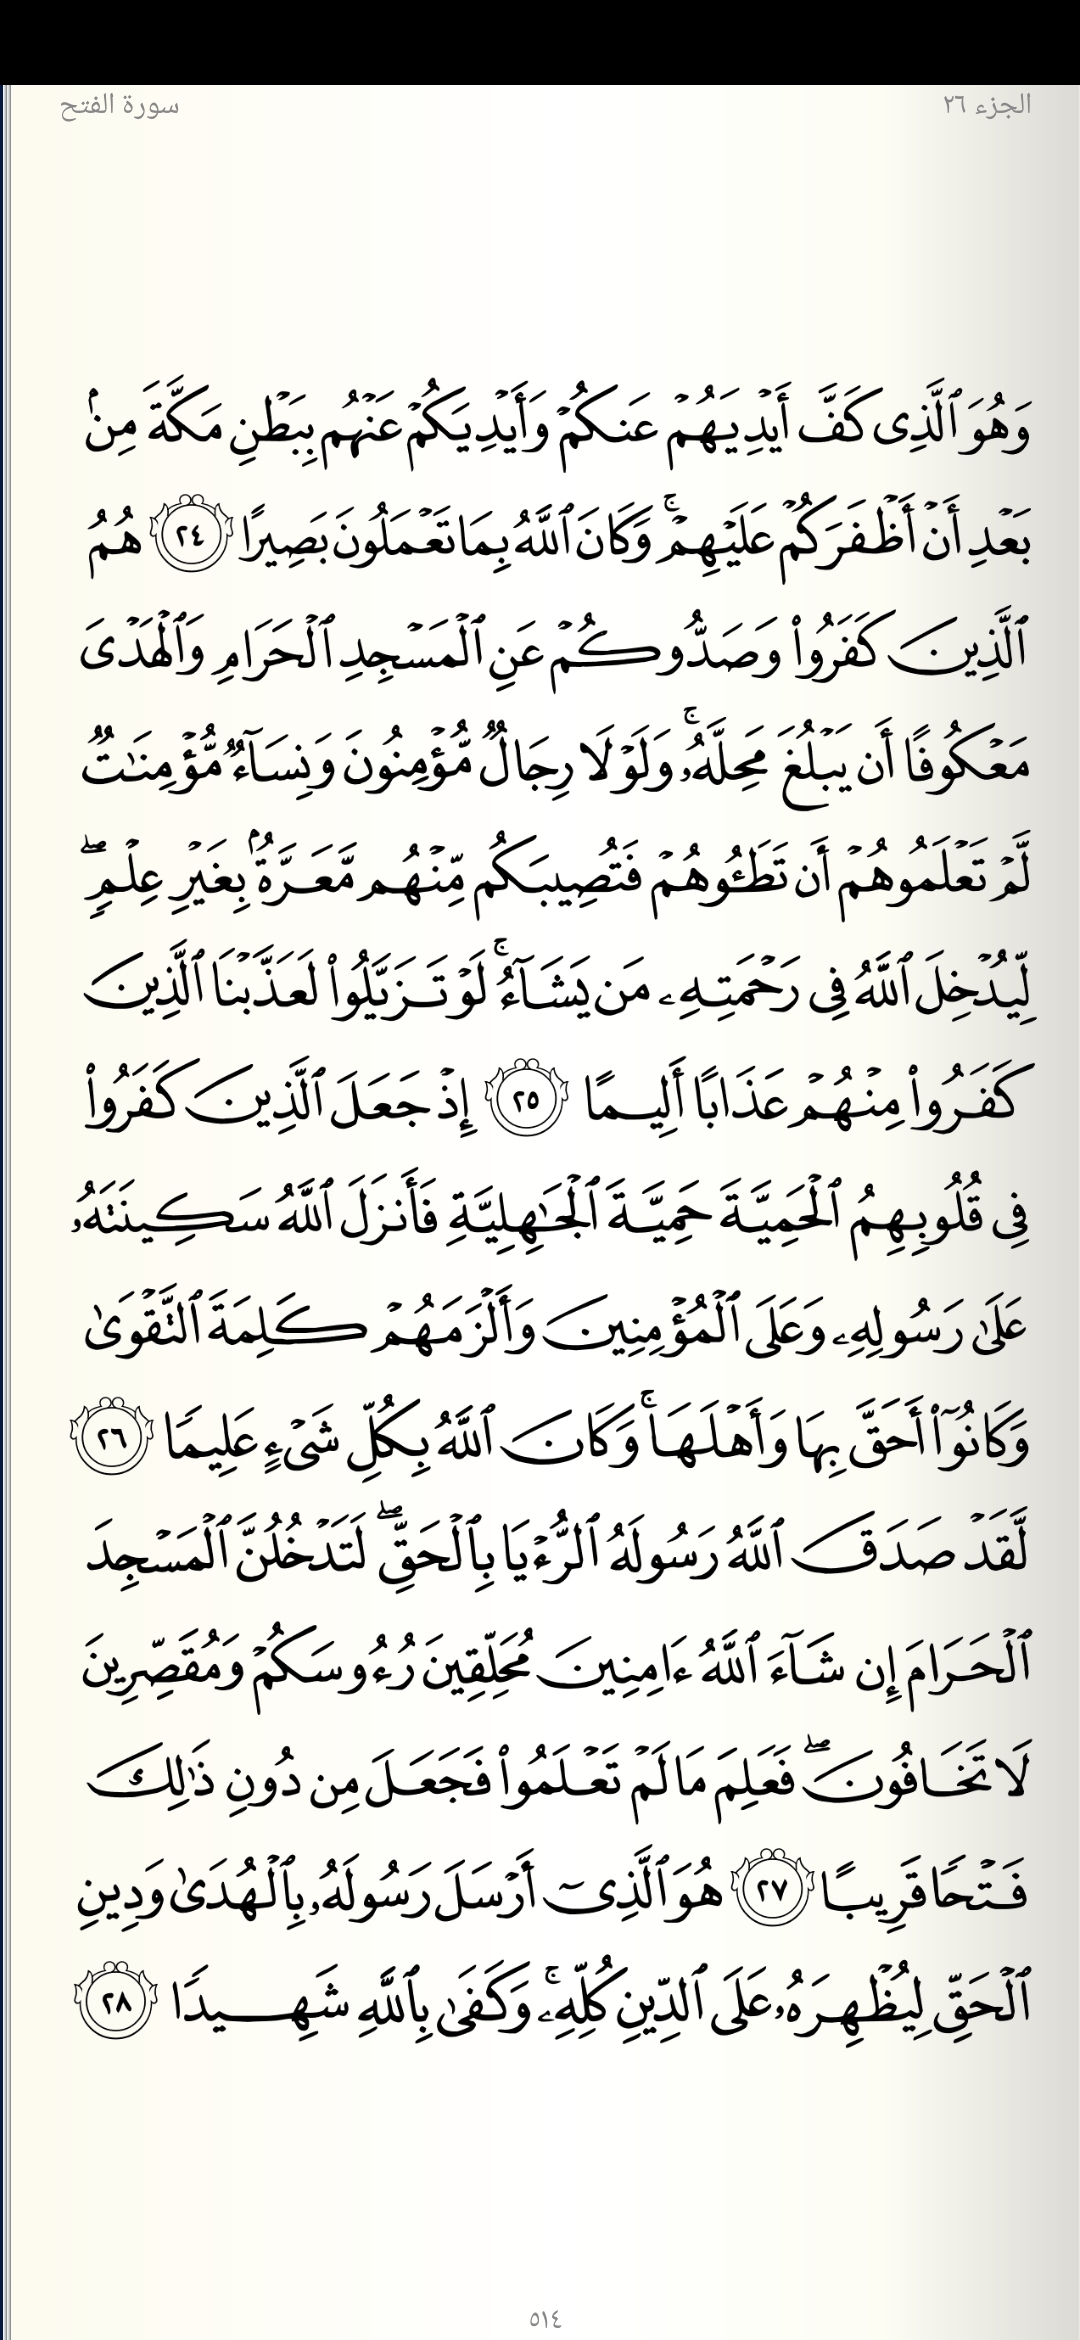 الجزء ٢٦
سورة الفتح
وَهُوَ ٱلَّذِى كَفَّ أَيْدِيَهُمْ عَنكُمْ وَأَيْدِيَكُمْ عَنْهُم بِبَطْنِ مَكَّةَ مِنۢ
بَعْدِ أَنْ أَظْفَرَكُمْ عَلَيْهِمْ ۚ وَكَانَ ٱللَّهُ بِمَا تَعْمَلُونَ بَصِيرًا ٢٤ هُمُ
ٱلَّذِينَ كَفَرُوا۟ وَصَدُّوكُمْ عَنِ ٱلْمَسْجِدِ ٱلْحَرَامِ وَٱلْهَدْىَ
مَعْكُوفًا أَن يَبْلُغَ مَحِلَّهُۥ ۚ وَلَوْلَا رِجَالٌ مُّؤْمِنُونَ وَنِسَآءٌ مُّؤْمِنَٰتٌ
لَّمْ تَعْلَمُوهُمْ أَن تَطَـُٔوهُمْ فَتُصِيبَكُم مِّنْهُم مَّعَرَّةٌۢ بِغَيْرِ عِلْمٍ ۖ
لِّيُدْخِلَ ٱللَّهُ فِى رَحْمَتِهِۦ مَن يَشَآءُ ۚ لَوْ تَزَيَّلُوا۟ لَعَذَّبْنَا ٱلَّذِينَ
كَفَرُوا۟ مِنْهُمْ عَذَابًا أَلِيمًا ٢٥ إِذْ جَعَلَ ٱلَّذِينَ كَفَرُوا۟
فِى قُلُوبِهِمُ ٱلْحَمِيَّةَ حَمِيَّةَ ٱلْجَٰهِلِيَّةِ فَأَنزَلَ ٱللَّهُ سَكِينَتَهُۥ
عَلَىٰ رَسُولِهِۦ وَعَلَى ٱلْمُؤْمِنِينَ وَأَلْزَمَهُمْ كَلِمَةَ ٱلتَّقْوَىٰ
وَكَانُوٓا۟ أَحَقَّ بِهَا وَأَهْلَهَا ۚ وَكَانَ ٱللَّهُ بِكُلِّ شَىْءٍ عَلِيمًا ٢٦
لَّقَدْ صَدَقَ ٱللَّهُ رَسُولَهُ ٱلرُّءْيَا بِٱلْحَقِّ ۖ لَتَدْخُلُنَّ ٱلْمَسْجِدَ
ٱلْحَرَامَ إِن شَآءَ ٱللَّهُ ءَامِنِينَ مُحَلِّقِينَ رُءُوسَكُمْ وَمُقَصِّرِينَ
لَا تَخَافُونَ ۖ فَعَلِمَ مَا لَمْ تَعْلَمُوا۟ فَجَعَلَ مِن دُونِ ذَٰلِكَ
فَتْحًا قَرِيبًا ٢٧ هُوَ ٱلَّذِىٓ أَرْسَلَ رَسُولَهُۥ بِٱلْهُدَىٰ وَدِينِ
ٱلْحَقِّ لِيُظْهِرَهُۥ عَلَى ٱلدِّينِ كُلِّهِۦ ۚ وَكَفَىٰ بِٱللَّهِ شَهِيدًا ٢٨
٥١٤